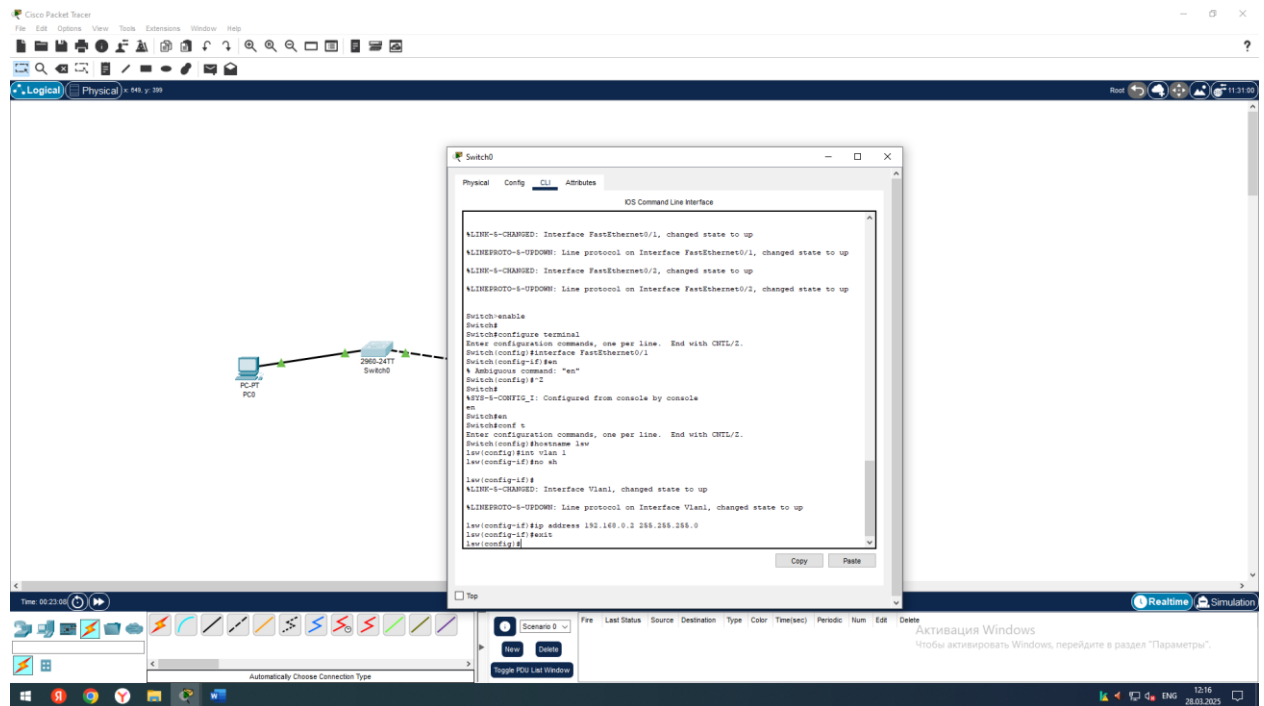 Cisco Packet Tracer
File Edit Options View Tools Extensions Window Help
?
Logical Physical x: 649, y: 399 Root 11:31:00
Switch0
Physical Config CLI Attributes
IOS Command Line Interface
%LINK-5-CHANGED: Interface FastEthernet0/1, changed state to up
%LINEPROTO-5-UPDOWN: Line protocol on Interface FastEthernet0/1, changed state to up
%LINK-5-CHANGED: Interface FastEthernet0/2, changed state to up
%LINEPROTO-5-UPDOWN: Line protocol on Interface FastEthernet0/2, changed state to up
Switch>enable
Switch#
Switch#configure terminal
Enter configuration commands, one per line. End with CNTL/Z.
Switch(config)#interface FastEthernet0/1
Switch(config-if)#en
% Ambiguous command: "en"
Switch(config)#^Z
Switch#
%SYS-5-CONFIG_I: Configured from console by console
en
Switch#en
Switch#conf t
Enter configuration commands, one per line. End with CNTL/Z.
Switch(config)#hostname lsw
lsw(config)#int vlan 1
lsw(config-if)#no sh
lsw(config-if)#
%LINK-5-CHANGED: Interface Vlan1, changed state to up
%LINEPROTO-5-UPDOWN: Line protocol on Interface Vlan1, changed state to up
lsw(config-if)#ip address 192.168.0.2 255.255.255.0
lsw(config-if)#exit
lsw(config)#
Copy Paste
Top
2960-24TT
Switch0
PC-PT
PC0
Time: 00:23:08 Realtime Simulation
Scenario 0
New Delete
Toggle PDU List Window
Fire Last Status Source Destination Type Color Time(sec) Periodic Num Edit Delete
Automatically Choose Connection Type
Активация Windows
Чтобы активировать Windows, перейдите в раздел "Параметры".
ENG 12:16
28.03.2025